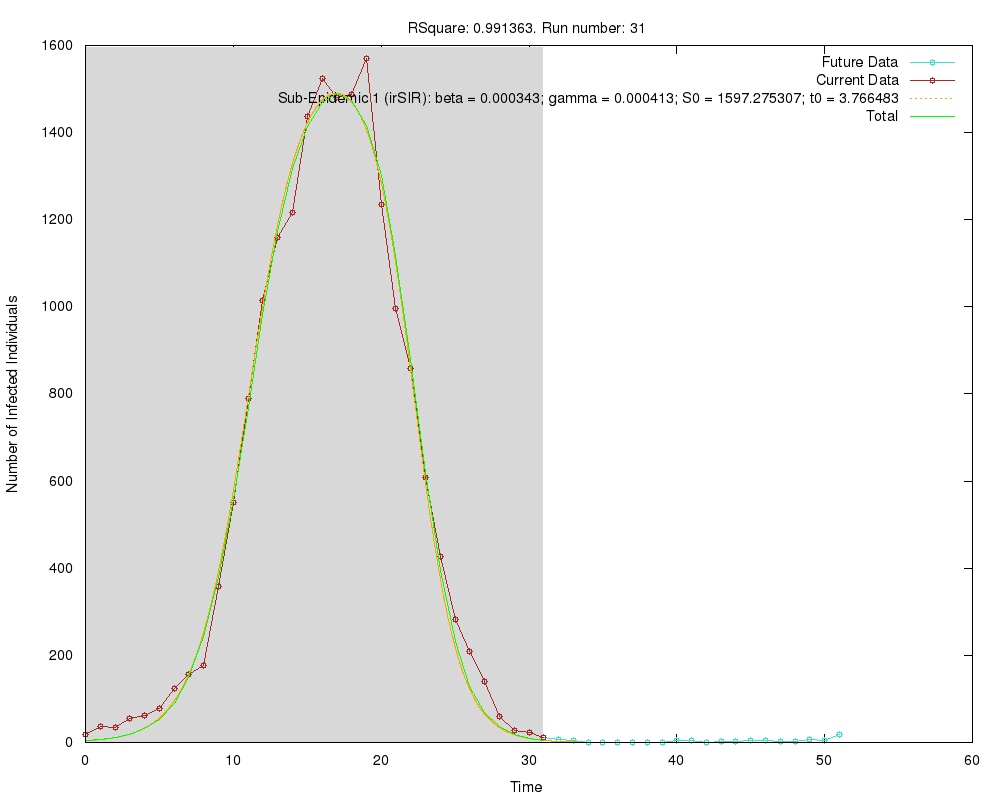 RSquare: 0.991363. Run number: 31
1600
1400
1200
1000
800
600
400
200
0
Number of Infected Individuals
Future Data
Current Data
Sub-Epidemic 1 (irSIR): beta = 0.000343; gamma = 0.000413; S0 = 1597.275307; t0 = 3.766483
Total
0 10 20 30 40 50 60
Time